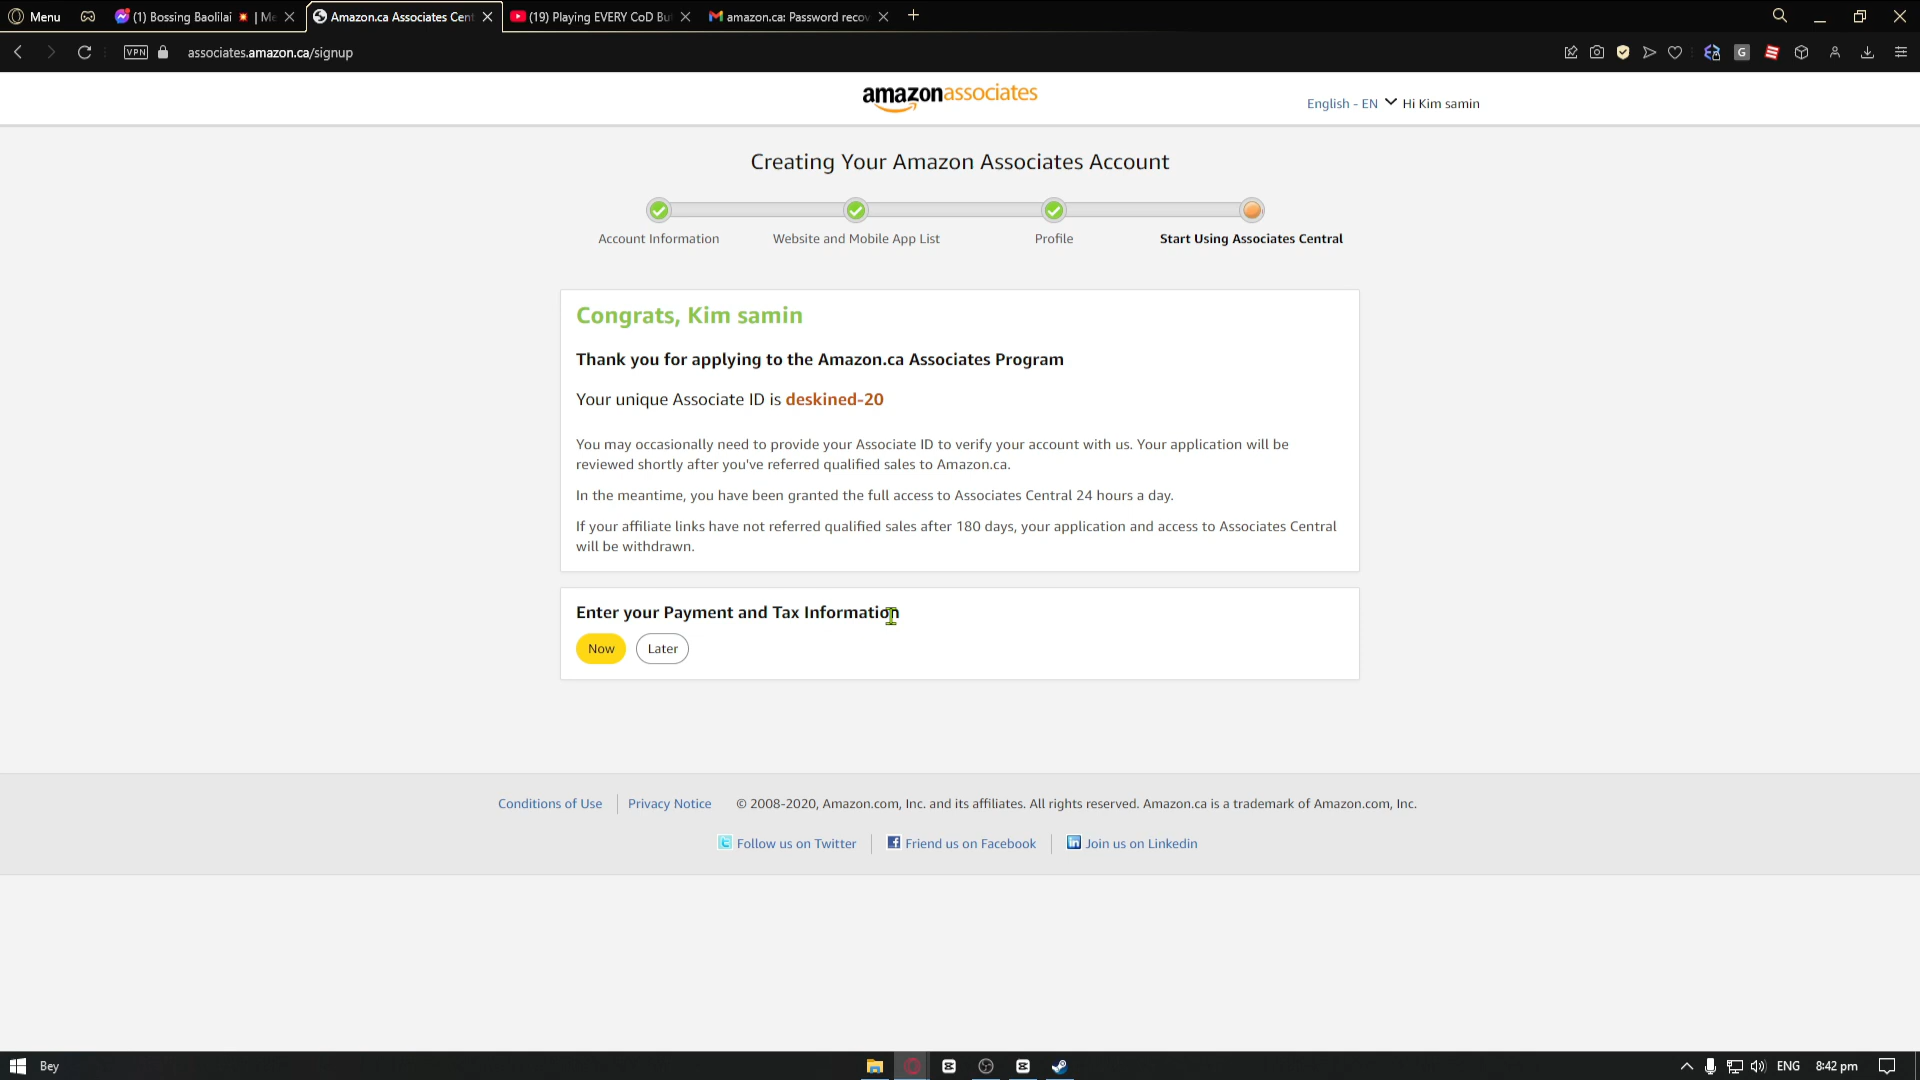 Menu
(1) Bossing Baolilai 💥 | Me
Amazon.ca Associates Cent
(19) Playing EVERY CoD Bu
amazon.ca: Password recov
VPN
associates.amazon.ca/signup
G
amazonassociates
English - EN
Hi Kim samin
Creating Your Amazon Associates Account
Account Information
Website and Mobile App List
Profile
Start Using Associates Central
Congrats, Kim samin
Thank you for applying to the Amazon.ca Associates Program
Your unique Associate ID is deskined-20
You may occasionally need to provide your Associate ID to verify your account with us. Your application will be
reviewed shortly after you've referred qualified sales to Amazon.ca.
In the meantime, you have been granted the full access to Associates Central 24 hours a day.
If your affiliate links have not referred qualified sales after 180 days, your application and access to Associates Central
will be withdrawn.
Enter your Payment and Tax Information
Now
Later
Conditions of Use
Privacy Notice
© 2008-2020, Amazon.com, Inc. and its affiliates. All rights reserved. Amazon.ca is a trademark of Amazon.com, Inc.
Follow us on Twitter
Friend us on Facebook
Join us on Linkedin
Bey
ENG
8:42 pm